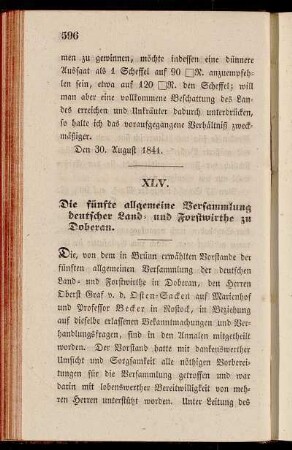 596
men zu gewinnen, möchte indessen eine dünnere
Aussaat als 1 Scheffel auf 90 □R. anzuempfeh-
len sein, etwa auf 120 □R. den Scheffel; will
man aber eine vollkommene Beschattung des Lan-
des erreichen und Unkräuter dadurch unterdrücken,
so halte ich das voraufgegangene Verhältniß zweck-
mäßiger.
Den 30. August 1841.
XLV.
Die fünfte allgemeine Versammlung
deutscher Land- und Forstwirthe zu
Doberan.
Die, von dem in Brünn erwählten Vorstande der
fünften allgemeinen Versammlung der deutschen
Land- und Forstwirthe in Doberan, den Herren
Oberst Graf v. d. Osten-Sacken auf Marienhof
und Professor Becker in Rostock, in Beziehung
auf dieselbe erlassenen Bekanntmachungen und Ver-
handlungsfragen, sind in den Annalen mitgetheilt
worden. Der Vorstand hatte mit dankenswerther
Umsicht und Sorgsamkeit alle nöthigen Vorberei-
tungen für die Versammlung getroffen und war
darin mit lobenswerther Bereitwilligkeit von meh-
ren Herren unterstützt worden. Unter Leitung des